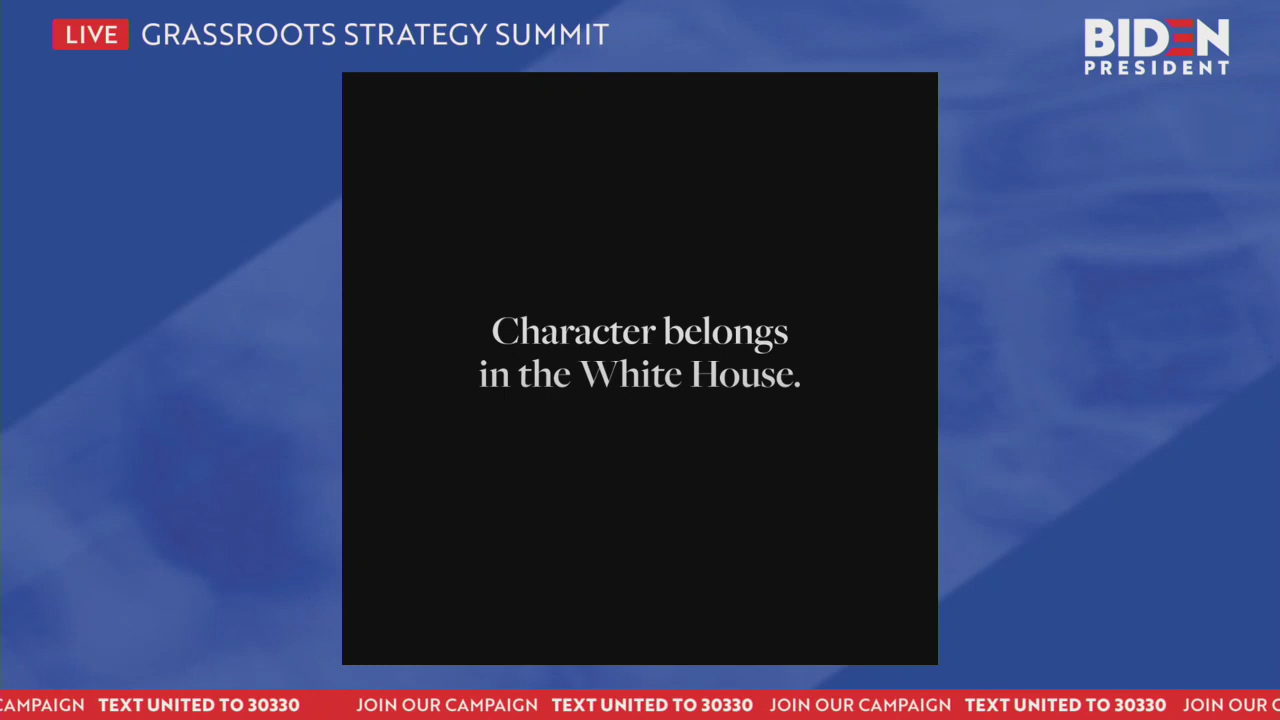 LIVE GRASSROOTS STRATEGY SUMMIT
BIDEN
PRESIDENT
Character belongs
in the White House.
CAMPAIGN TEXT UNITED TO 30330 JOIN OUR CAMPAIGN TEXT UNITED TO 30330 JOIN OUR CAMPAIGN TEXT UNITED TO 30330 JOIN OUR C